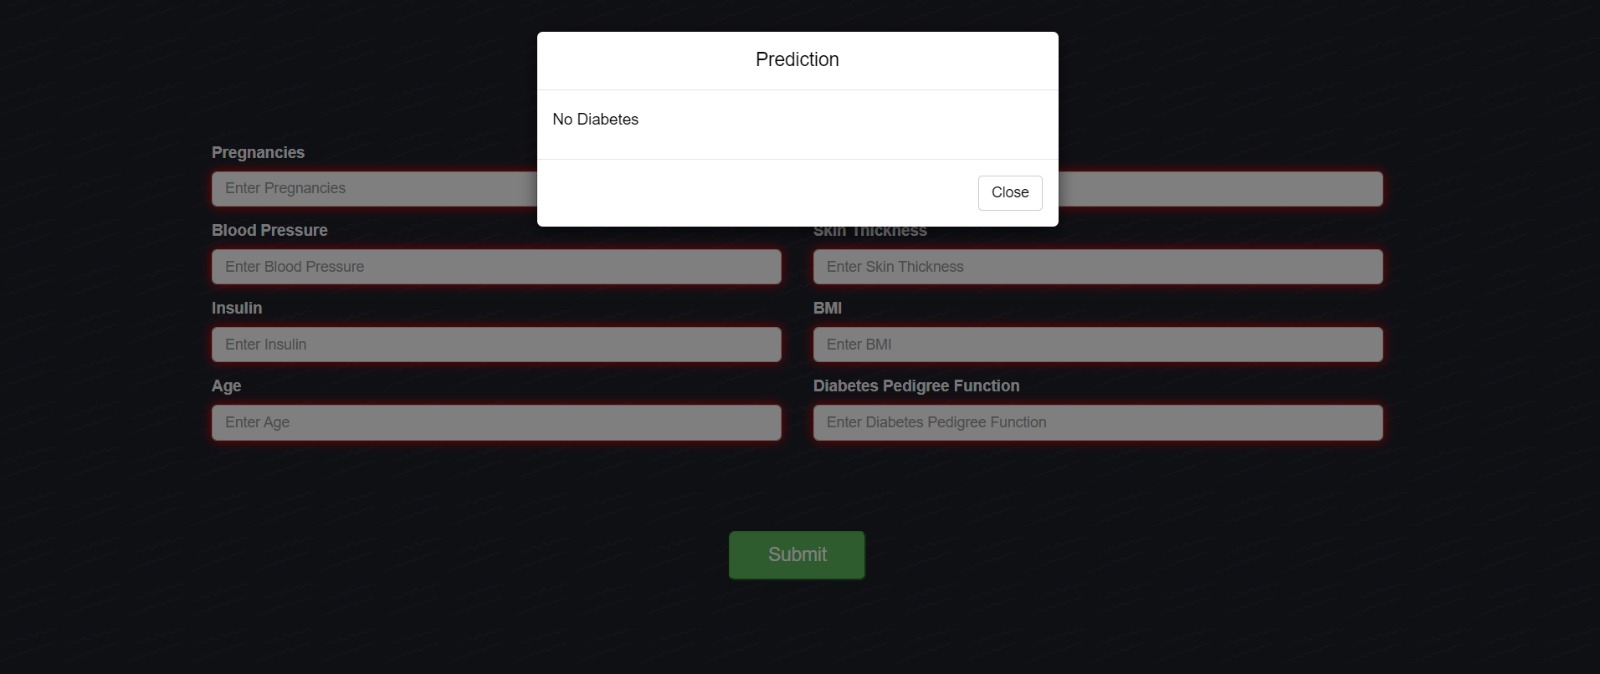 Prediction
No Diabetes
Close
Pregnancies
Enter Pregnancies
Blood Pressure
Skin Thickness
Enter Blood Pressure
Enter Skin Thickness
Insulin
BMI
Enter Insulin
Enter BMI
Age
Diabetes Pedigree Function
Enter Age
Enter Diabetes Pedigree Function
Submit